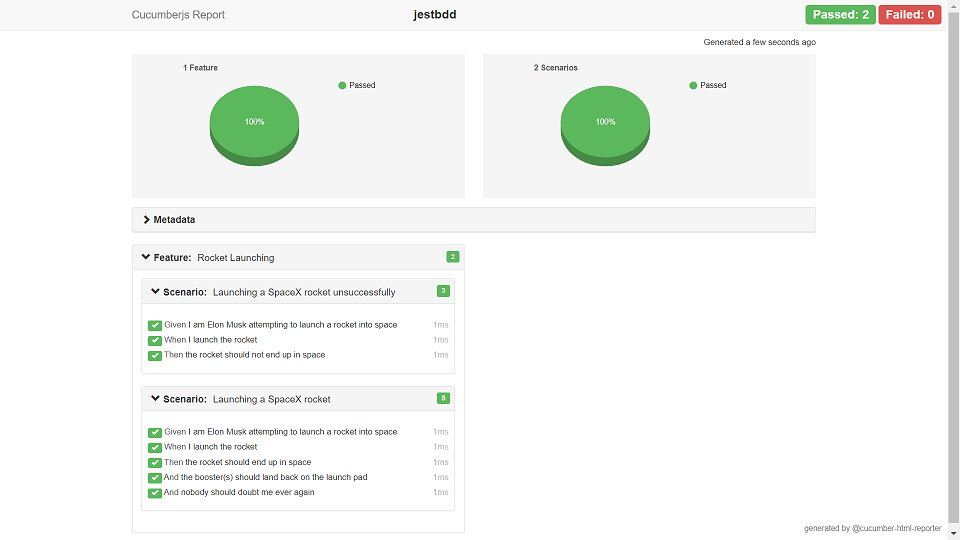 Cucumberjs Report
jestbdd
Passed: 2 Failed: 0
Generated a few seconds ago
1 Feature
Passed
100%
2 Scenarios
Passed
100%
Metadata
Feature: Rocket Launching 2
Scenario: Launching a SpaceX rocket unsuccessfully 3
Given I am Elon Musk attempting to launch a rocket into space 1ms
When I launch the rocket 1ms
Then the rocket should not end up in space 1ms
Scenario: Launching a SpaceX rocket 5
Given I am Elon Musk attempting to launch a rocket into space 1ms
When I launch the rocket 1ms
Then the rocket should end up in space 1ms
And the booster(s) should land back on the launch pad 1ms
And nobody should doubt me ever again 1ms
generated by @cucumber-html-reporter